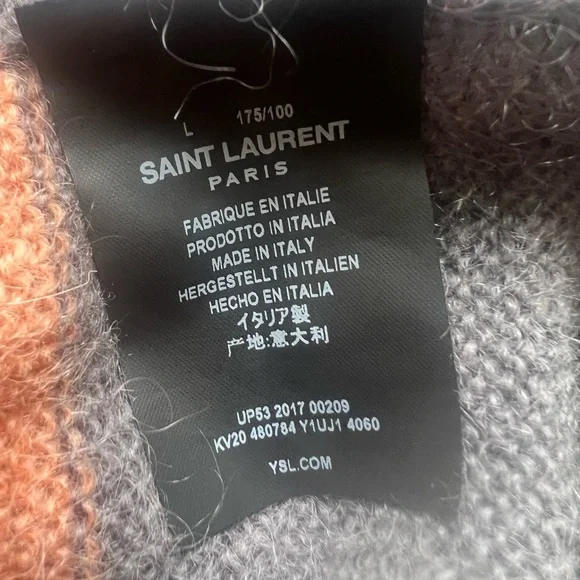 L 175/100
SAINT LAURENT
PARIS
FABRIQUE EN ITALIE
PRODOTTO IN ITALIA
MADE IN ITALY
HERGESTELLT IN ITALIEN
HECHO EN ITALIA
イタリア製
产地:意大利
UP53 2017 00209
KV20 480784 Y1UJ1 4060
YSL.COM